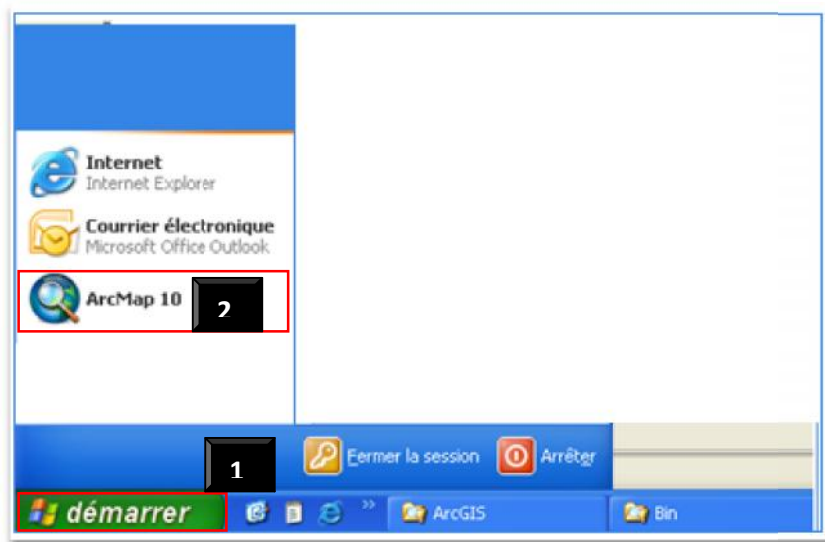 Internet
Internet Explorer
Courrier électronique
Microsoft Office Outlook
ArcMap 10
2
1
Fermer la session
Arrêter
démarrer
»
ArcGIS
Bin